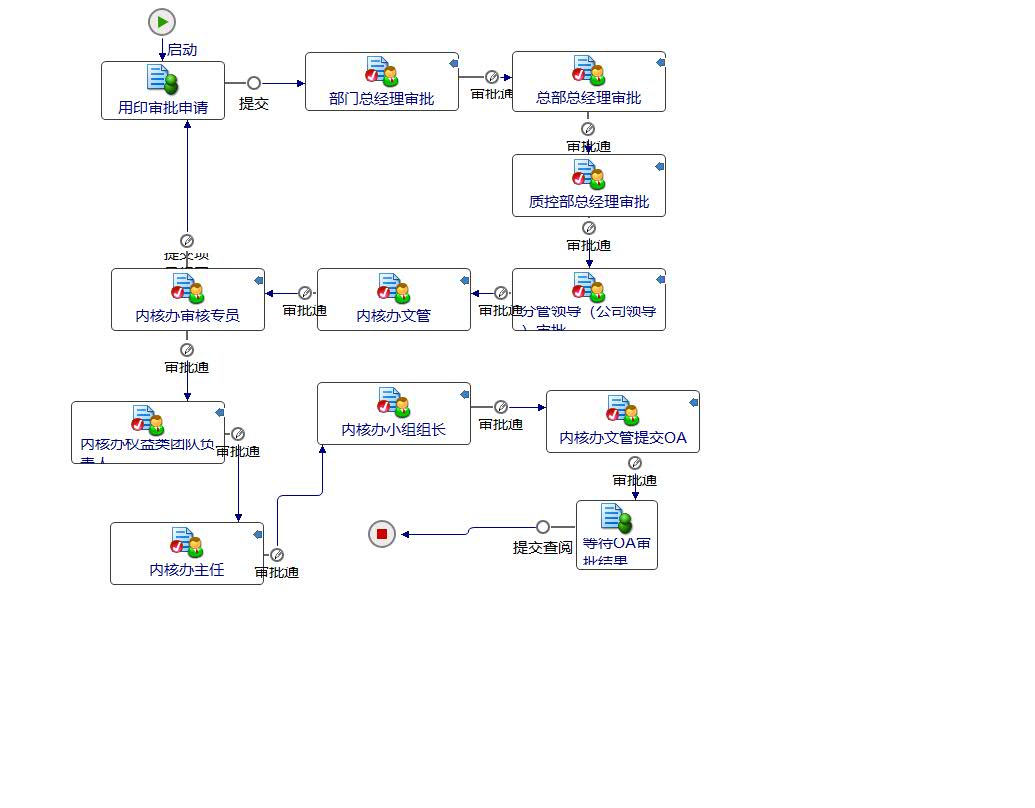 启动
用印审批申请
提交
部门总经理审批
审批通
总部总经理审批
审批通
质控部总经理审批
审批通
提交项
内核办审核专员
审批通
内核办文管
审批通
分管领导（公司领导
）审批
审批通
内核办权益类团队负
责人
审批通
内核办小组组长
审批通
内核办文管提交OA
审批通
内核办主任
审批通
提交查阅
等待OA审
批结果